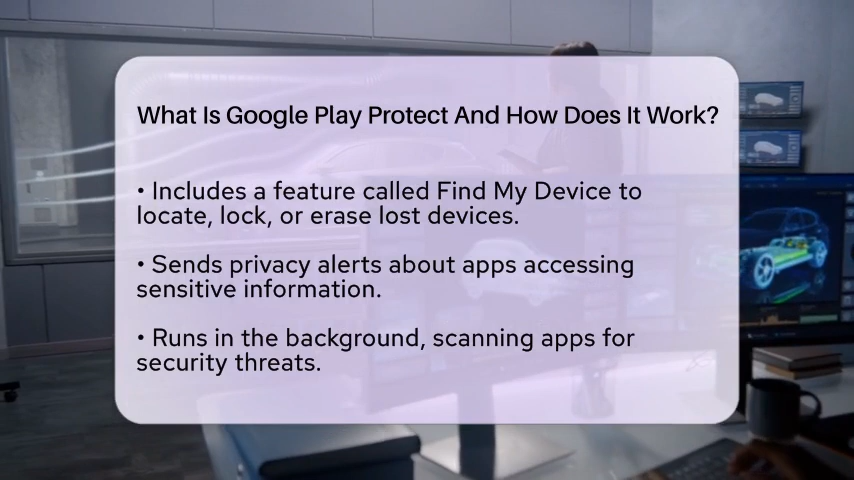 What Is Google Play Protect And How Does It Work?
• Includes a feature called Find My Device to
locate, lock, or erase lost devices.
• Sends privacy alerts about apps accessing
sensitive information.
• Runs in the background, scanning apps for
security threats.